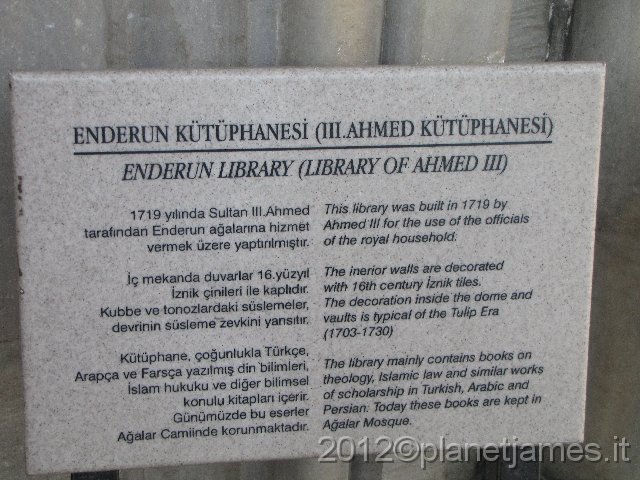 ENDERUN KÜTÜPHANESİ (III.AHMED KÜTÜPHANESİ)
ENDERUN LIBRARY (LIBRARY OF AHMED III)
1719 yılında Sultan III.Ahmed
tarafından Enderun ağalarına hizmet
vermek üzere yaptırılmıştır.
İç mekanda duvarlar 16.yüzyıl
İznik çinileri ile kaplıdır.
Kubbe ve tonozlardaki süslemeler,
devrinin süsleme zevkini yansıtır.
Kütüphane, çoğunlukla Türkçe,
Arapça ve Farsça yazılmış din bilimleri,
İslam hukuku ve diğer bilimsel
konulu kitapları içerir.
Günümüzde bu eserler
Ağalar Camiinde korunmaktadır.
This library was built in 1719 by
Ahmed III for the use of the officials
of the royal household.
The inerior walls are decorated
with 16th century İznik tiles.
The decoration inside the dome and
vaults is typical of the Tulip Era
(1703-1730)
The library mainly contains books on
theology, Islamic law and similar works
of scholarship in Turkish, Arabic and
Persian. Today these books are kept in
Ağalar Mosque.
2012©planetjames.it